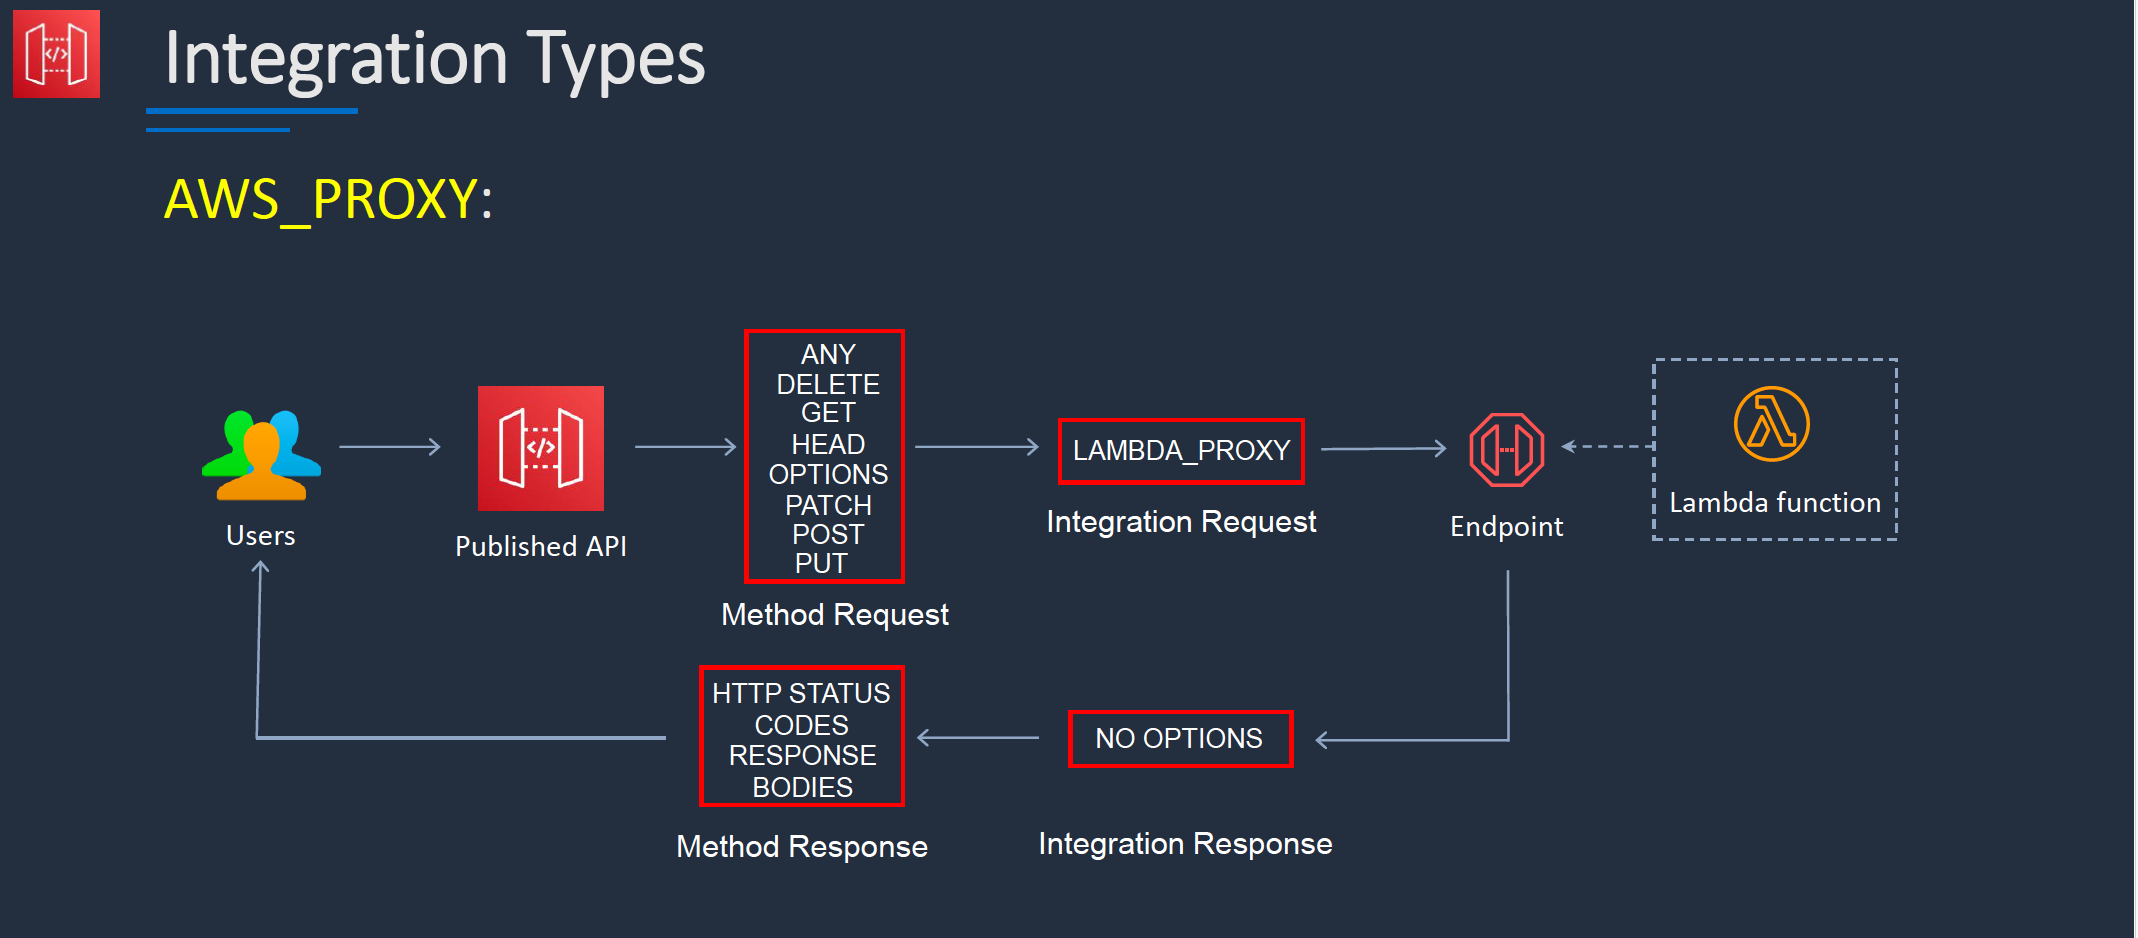 Integration Types
AWS_PROXY:
Users
Published API
ANY
DELETE
GET
HEAD
OPTIONS
PATCH
POST
PUT
Method Request
LAMBDA_PROXY
Integration Request
Endpoint
Lambda function
HTTP STATUS
CODES
RESPONSE
BODIES
Method Response
NO OPTIONS
Integration Response